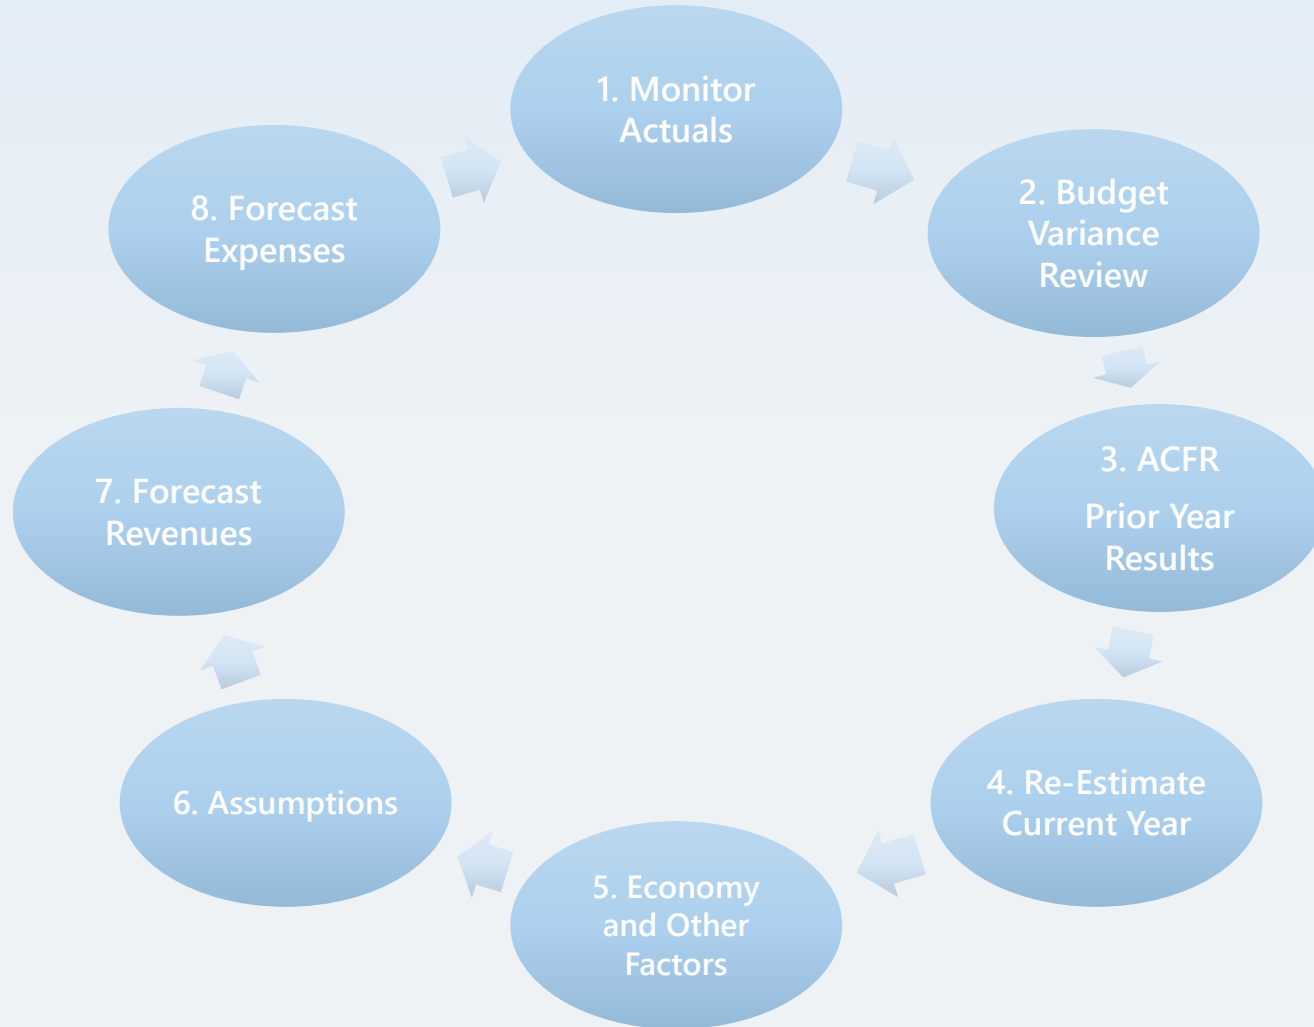 1. Monitor
Actuals
2. Budget
Variance
Review
3. ACFR
Prior Year
Results
4. Re-Estimate
Current Year
5. Economy
and Other
Factors
6. Assumptions
7. Forecast
Revenues
8. Forecast
Expenses